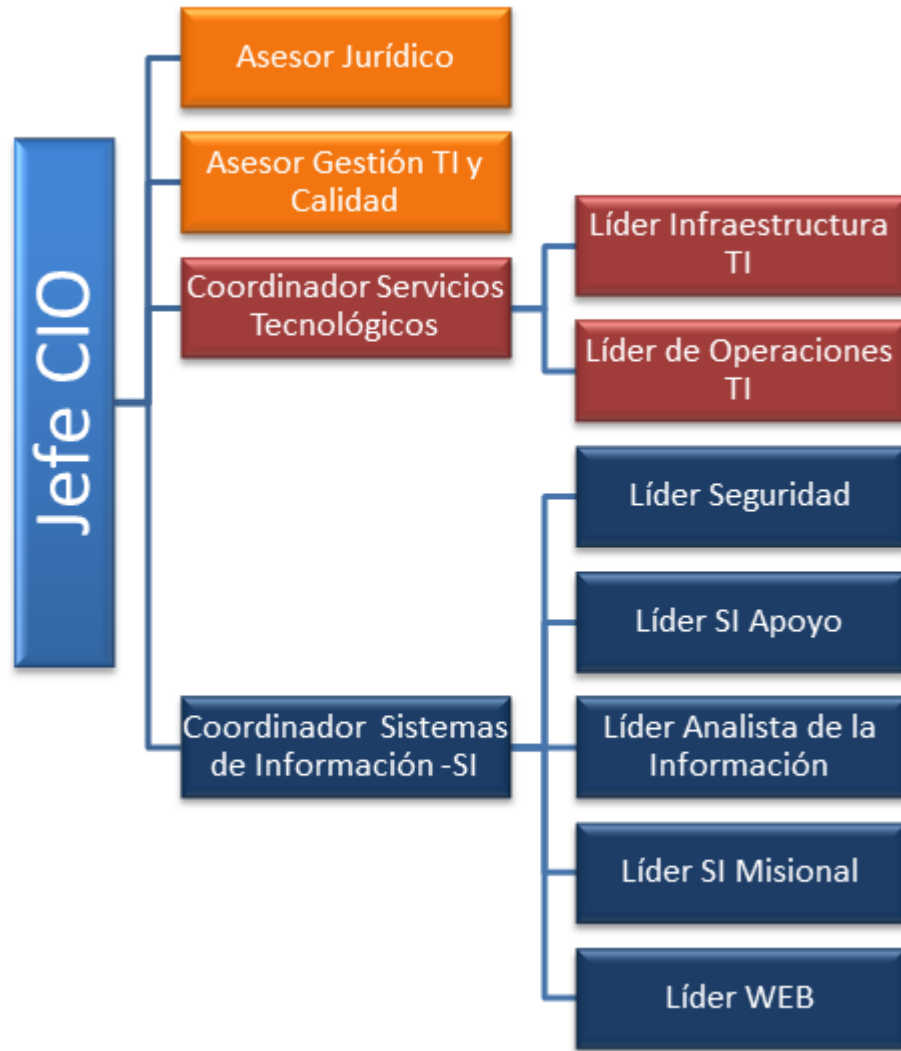 Jefe CIO
Asesor Jurídico
Asesor Gestión TI y
Calidad
Coordinador Servicios
Tecnológicos
Líder Infraestructura
TI
Líder de Operaciones
TI
Coordinador Sistemas
de Información -SI
Líder Seguridad
Líder SI Apoyo
Líder Analista de la
Información
Líder SI Misional
Líder WEB